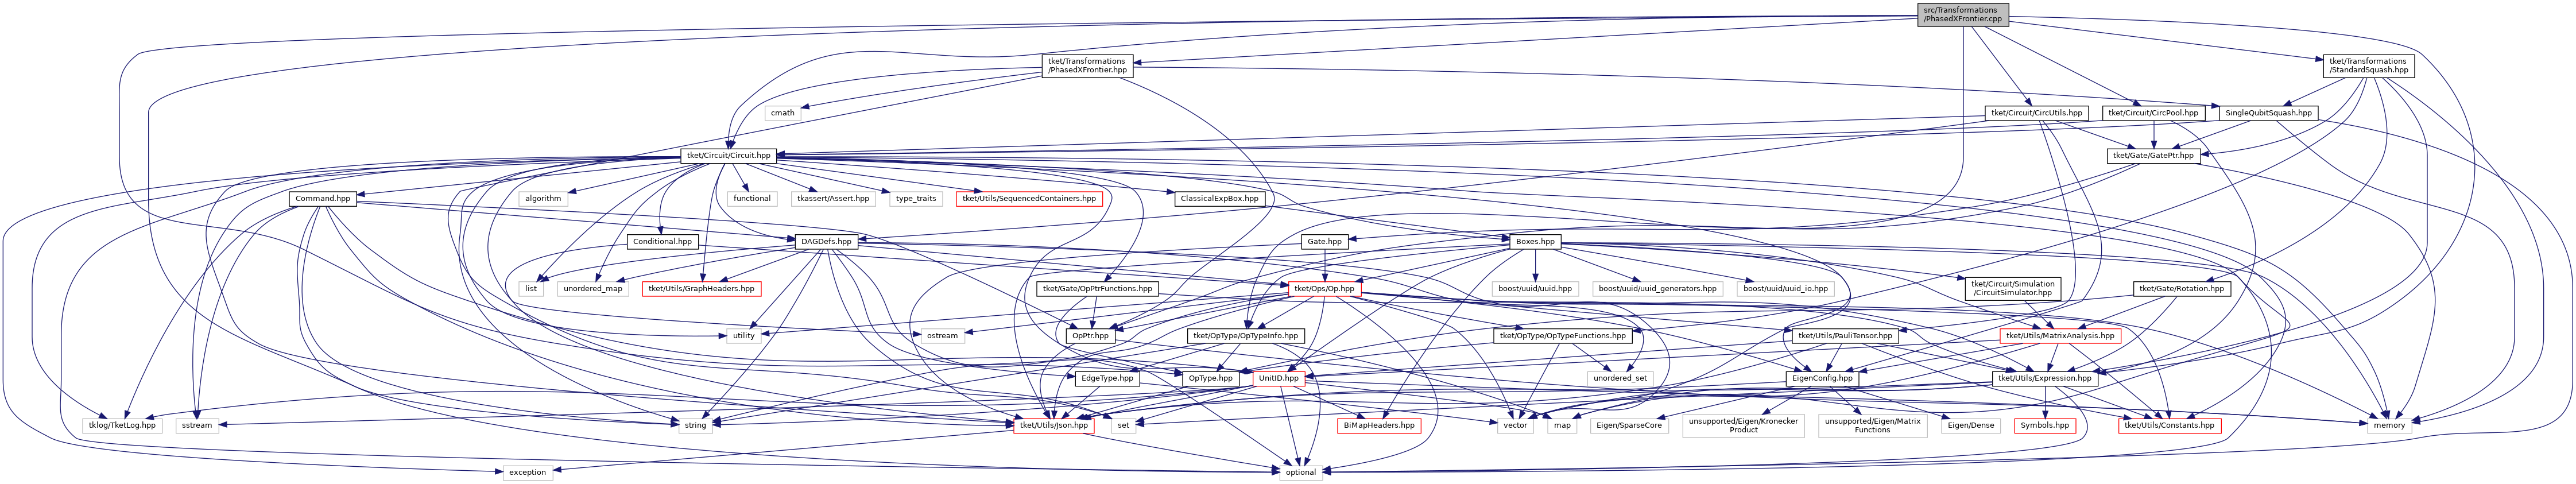 src/Transformations
/PhasedXFrontier.cpp
tket/Transformations
/PhasedXFrontier.hpp
tket/Transformations
/StandardSquash.hpp
cmath
tket/Circuit/CircUtils.hpp
tket/Circuit/CircPool.hpp
SingleQubitSquash.hpp
tket/Circuit/Circuit.hpp
tket/Gate/GatePtr.hpp
Command.hpp
algorithm
functional
tkassert/Assert.hpp
type_traits
tket/Utils/SequencedContainers.hpp
ClassicalExpBox.hpp
Conditional.hpp
DAGDefs.hpp
Gate.hpp
Boxes.hpp
list
unordered_map
tket/Utils/GraphHeaders.hpp
tket/Gate/OpPtrFunctions.hpp
tket/Ops/Op.hpp
boost/uuid/uuid.hpp
boost/uuid/uuid_generators.hpp
boost/uuid/uuid_io.hpp
tket/Circuit/Simulation
/CircuitSimulator.hpp
tket/Gate/Rotation.hpp
utility
ostream
OpPtr.hpp
tket/OpType/OpTypeInfo.hpp
tket/OpType/OpTypeFunctions.hpp
tket/Utils/PauliTensor.hpp
tket/Utils/MatrixAnalysis.hpp
EdgeType.hpp
OpType.hpp
UnitID.hpp
unordered_set
EigenConfig.hpp
tket/Utils/Expression.hpp
tklog/TketLog.hpp
sstream
string
set
tket/Utils/Json.hpp
BiMapHeaders.hpp
vector
map
Eigen/SparseCore
unsupported/Eigen/Kronecker
Product
unsupported/Eigen/Matrix
Functions
Eigen/Dense
Symbols.hpp
tket/Utils/Constants.hpp
memory
exception
optional